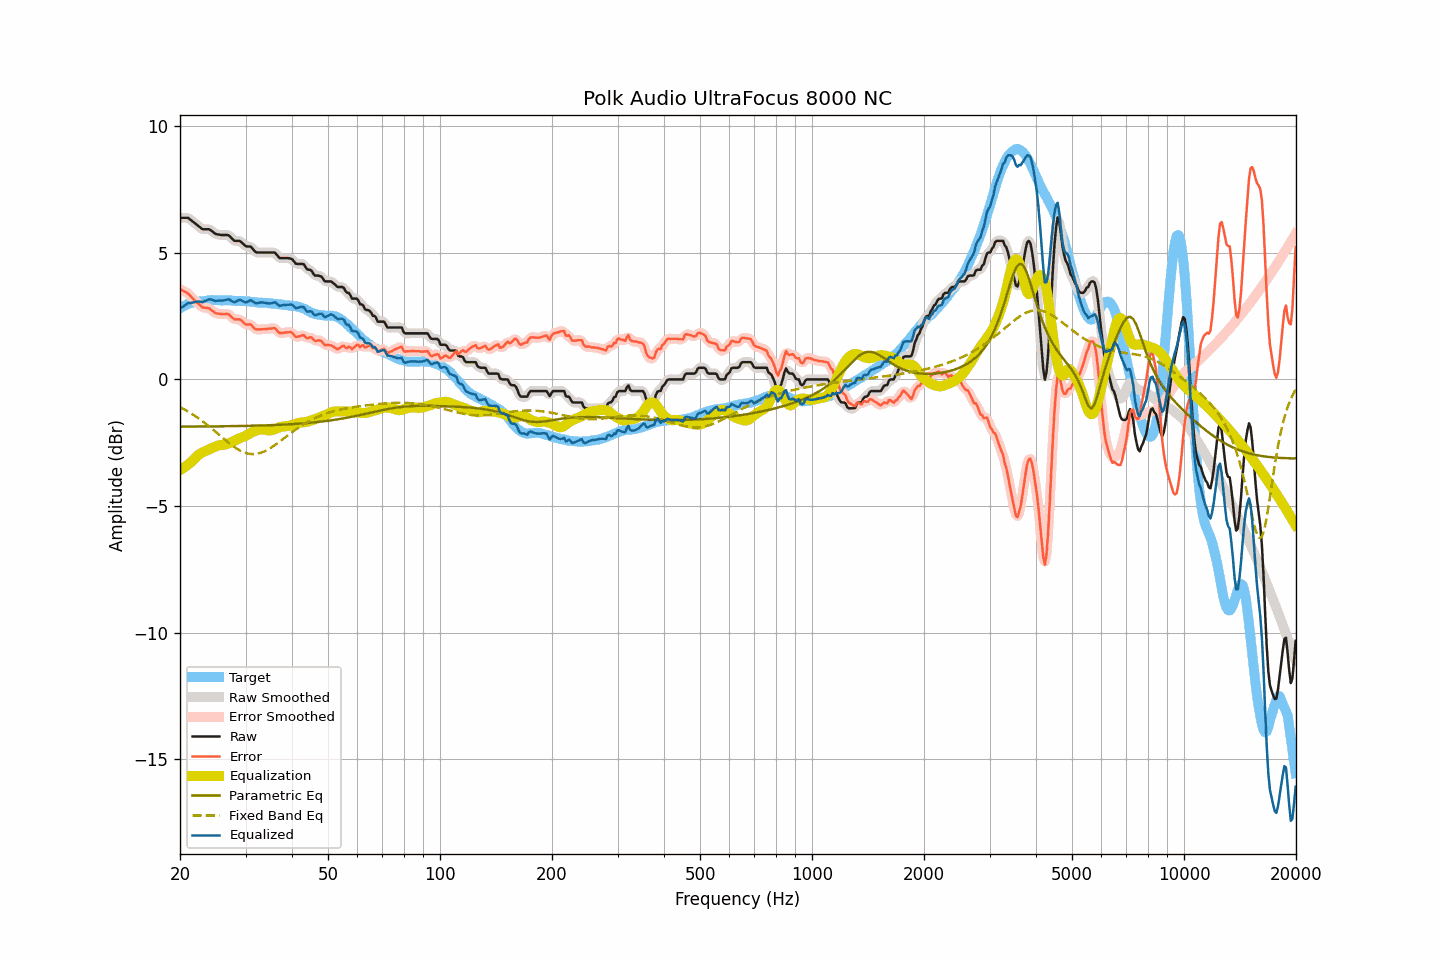 Polk Audio UltraFocus 8000 NC
10
5
0
−5
−10
−15
Amplitude (dBr)
Target
Raw Smoothed
Error Smoothed
Raw
Error
Equalization
Parametric Eq
Fixed Band Eq
Equalized
20 50 100 200 500 1000 2000 5000 10000 20000
Frequency (Hz)